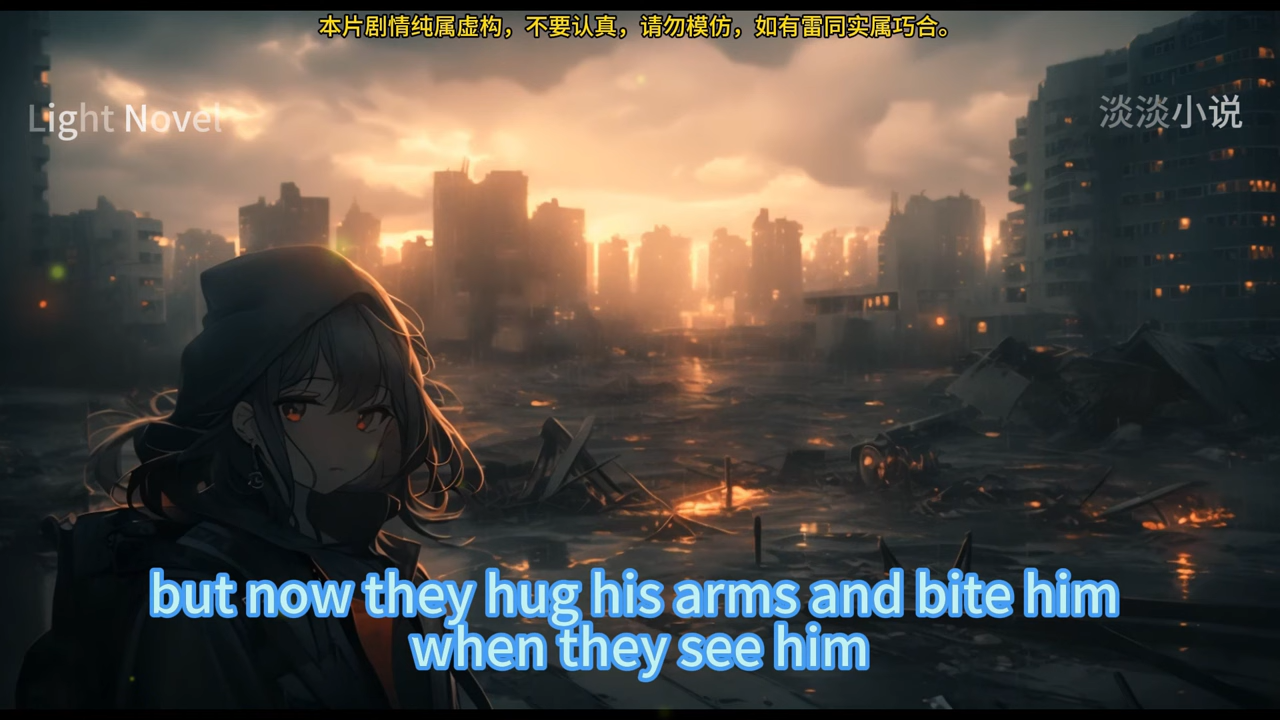 本片剧情纯属虚构，不要认真，请勿模仿，如有雷同实属巧合。
Light Novel
淡淡小说
but now they hug his arms and bite him
when they see him